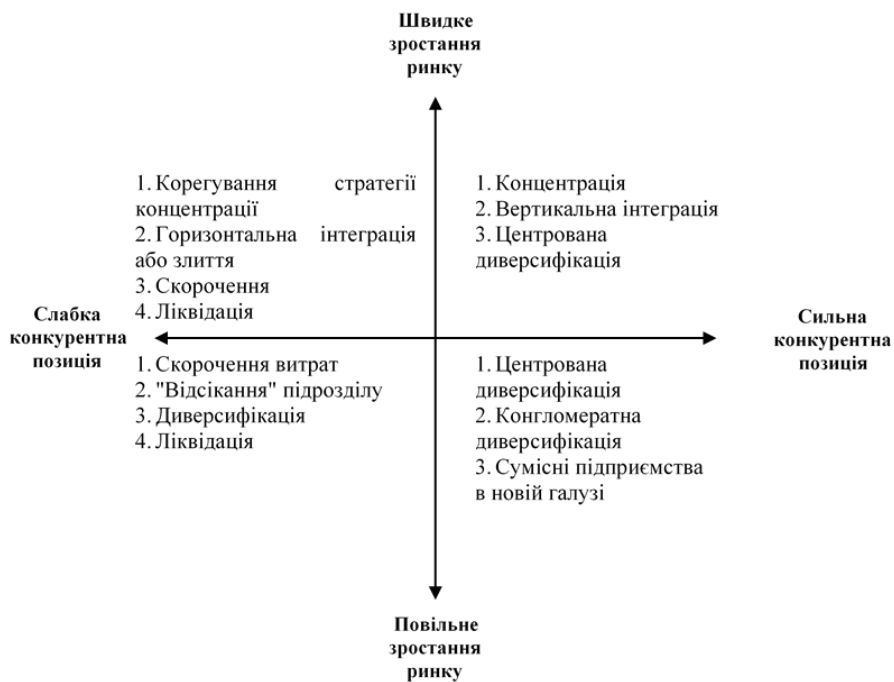 Швидке
зростання
ринку
1. Корегування стратегії
концентрації
2. Горизонтальна інтеграція
або злиття
3. Скорочення
4. Ліквідація
1. Концентрація
2. Вертикальна інтеграція
3. Центрована
диверсифікація
Слабка
конкурентна
позиція
Сильна
конкурентна
позиція
1. Скорочення витрат
2. "Відсікання" підрозділу
3. Диверсифікація
4. Ліквідація
1. Центрована
диверсифікація
2. Конгломератна
диверсифікація
3. Сумісні підприємства
в новій галузі
Повільне
зростання
ринку